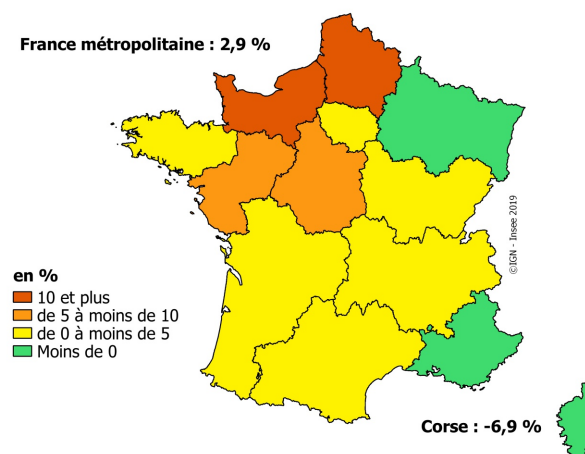 France métropolitaine : 2,9 %
©IGN - Insee 2019
en %
10 et plus
de 5 à moins de 10
de 0 à moins de 5
Moins de 0
Corse : -6,9 %